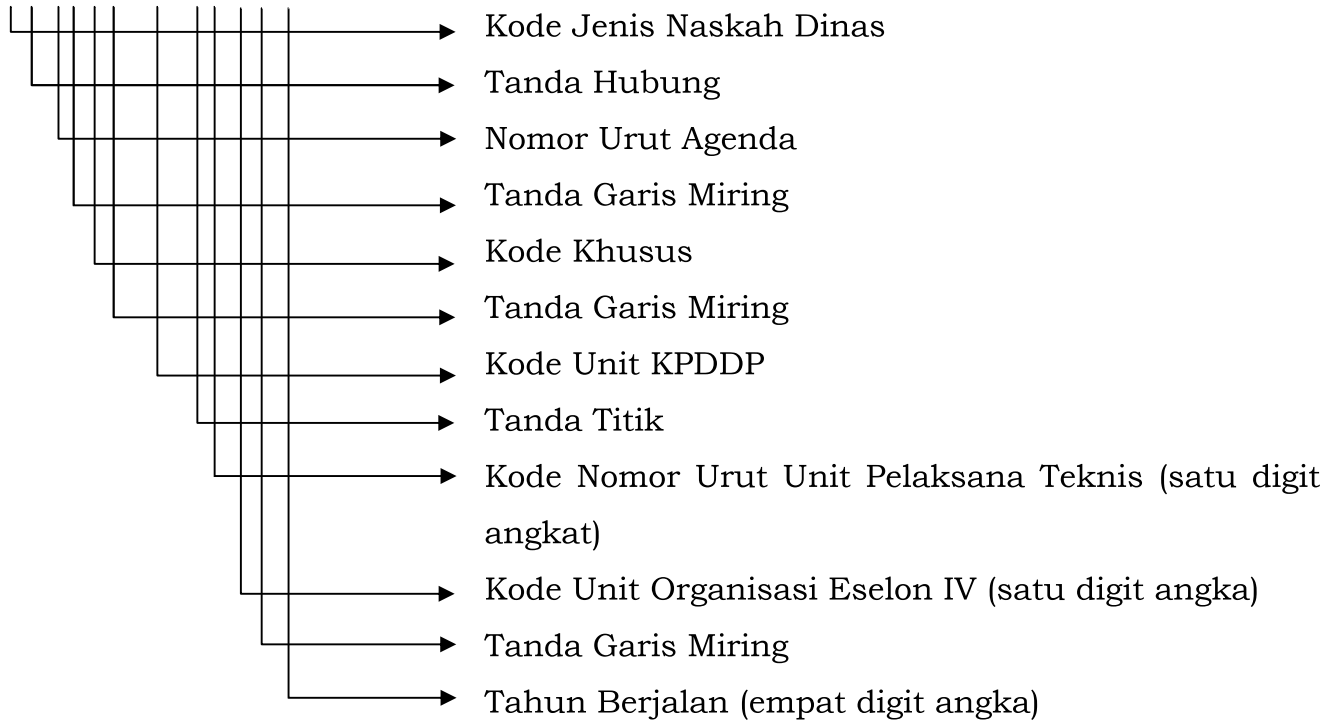 Kode Jenis Naskah Dinas
Tanda Hubung
Nomor Urut Agenda
Tanda Garis Miring
Kode Khusus
Tanda Garis Miring
Kode Unit KPDDP
Tanda Titik
Kode Nomor Urut Unit Pelaksana Teknis (satu digit
angkat)
Kode Unit Organisasi Eselon IV (satu digit angka)
Tanda Garis Miring
Tahun Berjalan (empat digit angka)